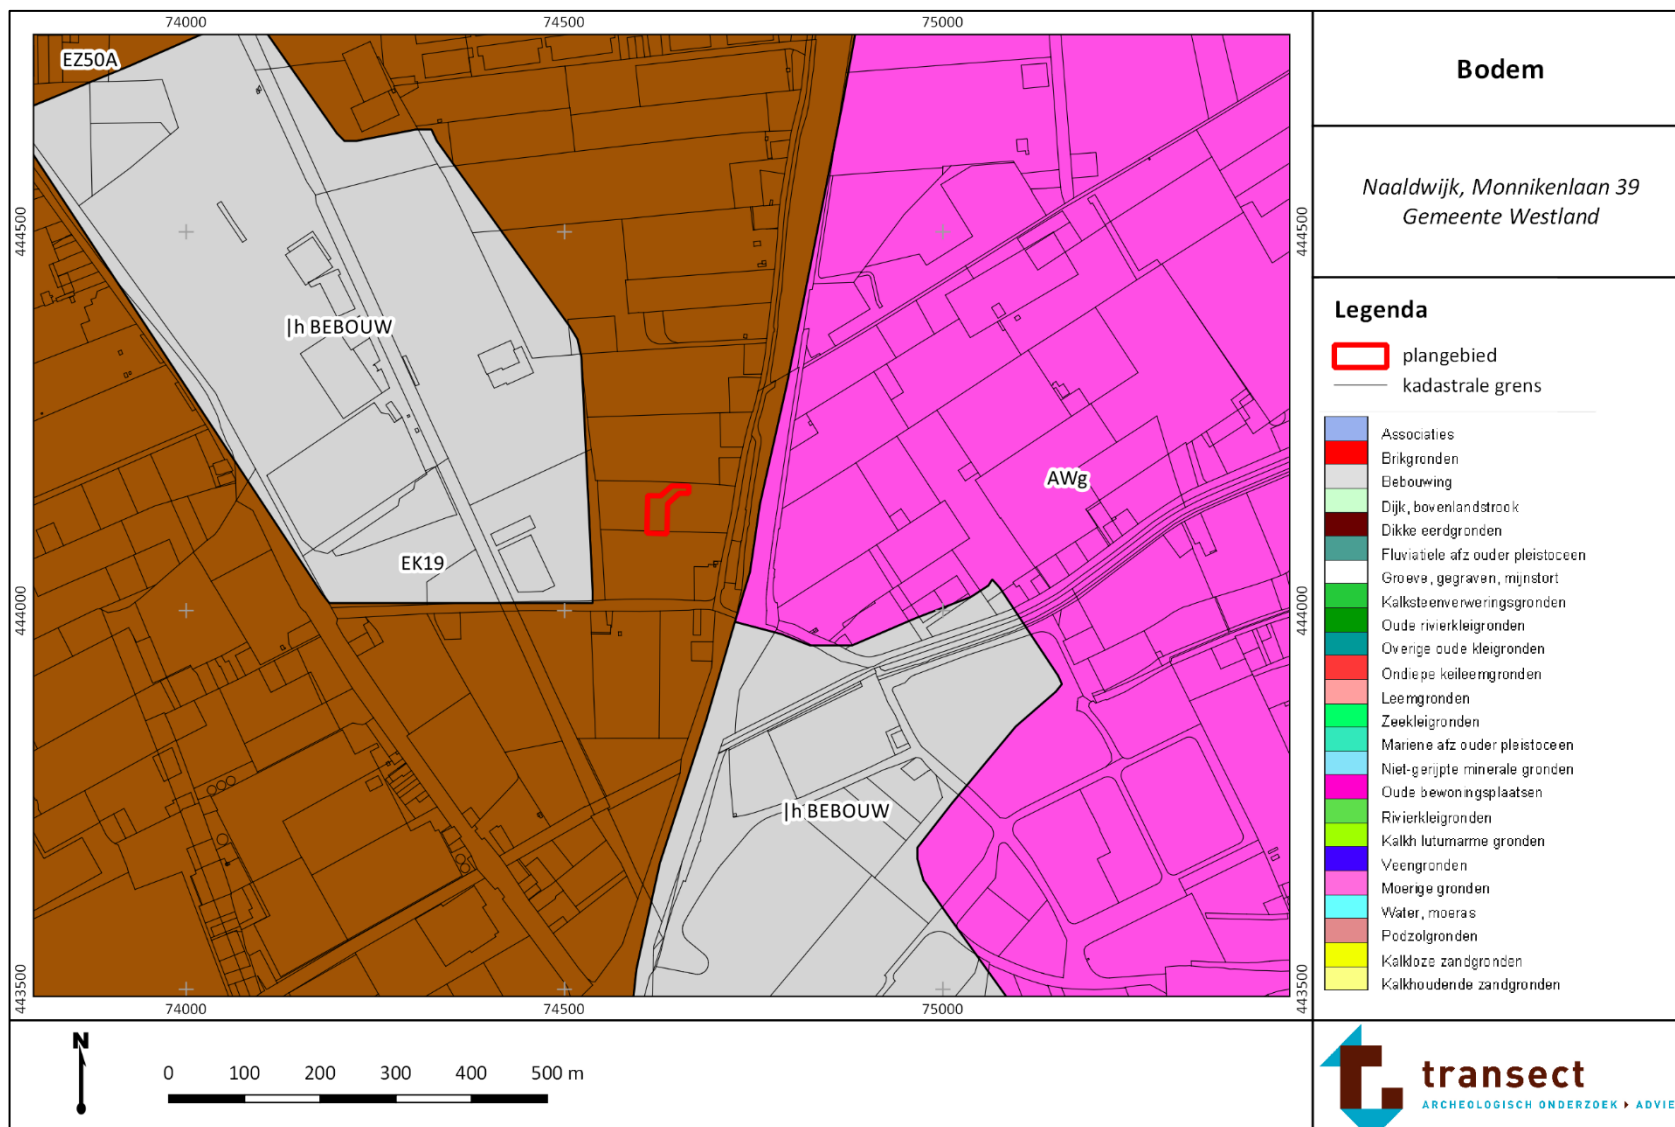 74000 74500 75000
Bodem
Naaldwijk, Monnikenlaan 39
Gemeente Westland
EZ50A
444500 444500
|h BEBOUW
AWg
EK19
444000 444000
|h BEBOUW
443500 443500
74000 74500 75000
Legenda
plangebied
kadastrale grens
Associaties
Brikgronden
Bebouwing
Dijk, bovenlandstrook
Dikke eerdgronden
Fluviatiele afz ouder pleistoceen
Groeve, gegraven, mijnstort
Kalksteenverweringsgronden
Oude rivierkleigronden
Overige oude kleigronden
Ondiepe keileemgronden
Leemgronden
Zeekleigronden
Mariene afz ouder pleistoceen
Niet-gerijpte minerale gronden
Oude bewoningsplaatsen
Rivierkleigronden
Kalkh lutumarme gronden
Veengronden
Moerige gronden
Water, moeras
Podzolgronden
Kalkloze zandgronden
Kalkhoudende zandgronden
N
0 100 200 300 400 500 m
transect
ARCHEOLOGISCH ONDERZOEK ADVIE